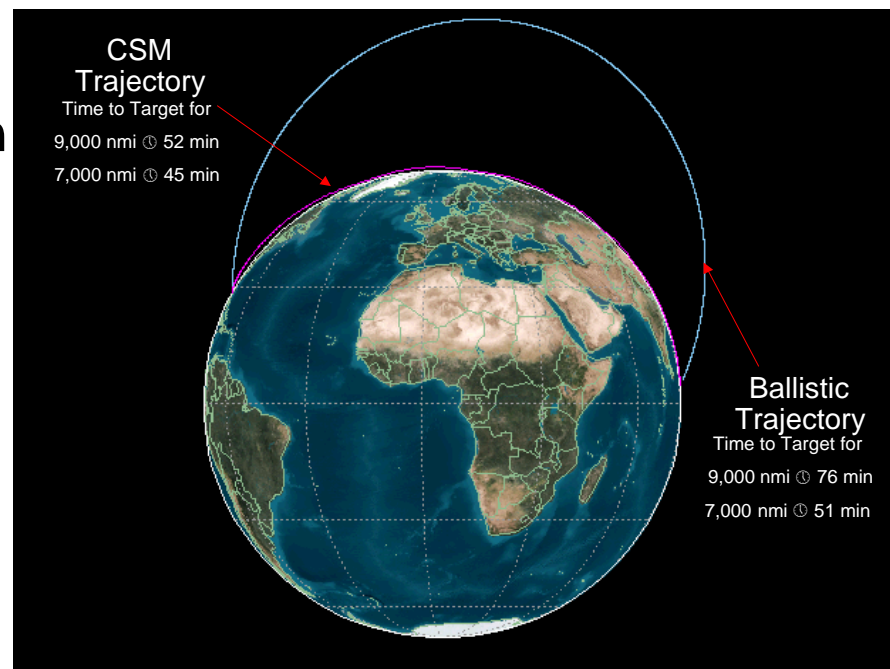 CSM
Trajectory
Time to Target for
9,000 nmi 🕔 52 min
7,000 nmi 🕔 45 min
n
Ballistic
Trajectory
Time to Target for
9,000 nmi 🕔 76 min
7,000 nmi 🕔 51 min